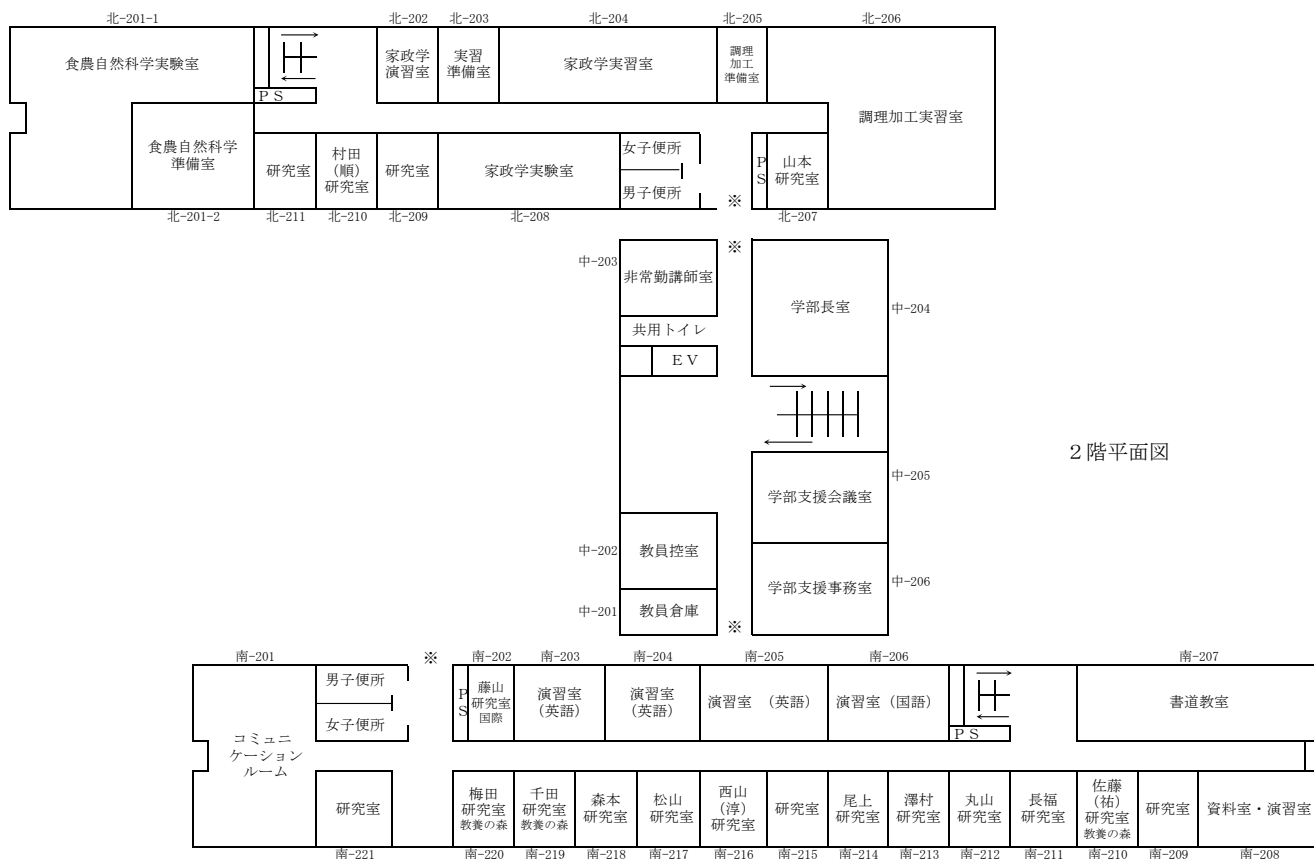 北-201-1
北-202
北-203
北-204
北-205
北-206
食農自然科学実験室
ＰＳ
家政学
演習室
実習
準備室
家政学実習室
調理
加工
準備室
調理加工実習室
食農自然科学
準備室
研究室
村田
（順）
研究室
研究室
家政学実験室
女子便所
男子便所
※
Ｐ
Ｓ
山本
研究室
北-201-2
北-211
北-210
北-209
北-208
北-207
※
中-203
非常勤講師室
学部長室
中-204
共用トイレ
ＥＶ
２階平面図
学部支援会議室
中-205
中-202
教員控室
学部支援事務室
中-206
中-201
教員倉庫
※
南-201
※
南-202
南-203
南-204
南-205
南-206
南-207
男子便所
女子便所
Ｐ
Ｓ
藤山
研究室
国際
演習室
（英語）
演習室
（英語）
演習室　（英語）
演習室（国語）
ＰＳ
書道教室
コミュニ
ケーション
ルーム
研究室
梅田
研究室
教養の森
千田
研究室
教養の森
森本
研究室
松山
研究室
西山
（淳）
研究室
研究室
尾上
研究室
澤村
研究室
丸山
研究室
長福
研究室
佐藤
（祐）
研究室
教養の森
研究室
資料室・演習室
南-221
南-220
南-219
南-218
南-217
南-216
南-215
南-214
南-213
南-212
南-211
南-210
南-209
南-208